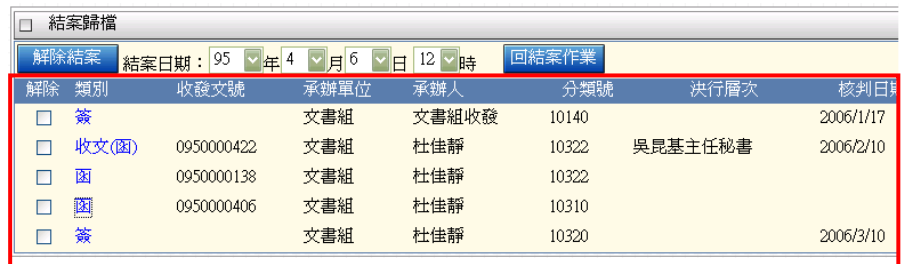 結案歸檔
解除結案 結案日期：95年4月6日12時 回結案作業
解除 類別 收發文號 承辦單位 承辦人 分類號 決行層次 核判日期
簽 文書組 文書組收發 10140 2006/1/17
收文(函) 0950000422 文書組 杜佳靜 10322 吳昆基主任秘書 2006/2/10
函 0950000138 文書組 杜佳靜 10322
函 0950000406 文書組 杜佳靜 10310
簽 文書組 杜佳靜 10320 2006/3/10